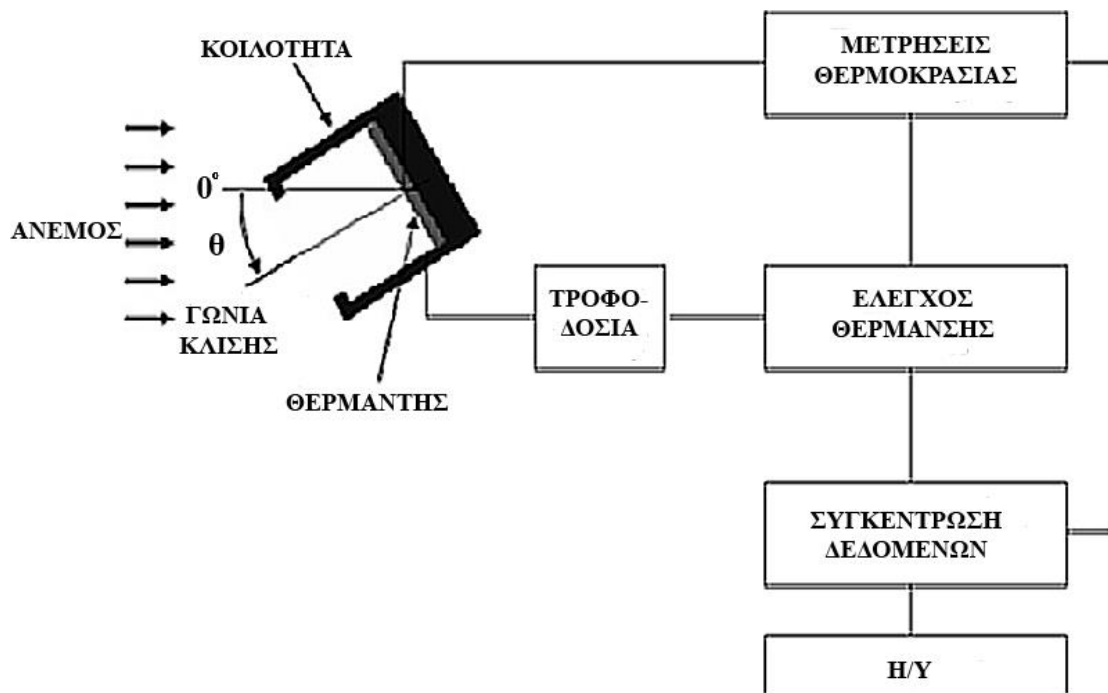 ΚΟΙΛΟΤΗΤΑ
ΜΕΤΡΗΣΕΙΣ
ΘΕΡΜΟΚΡΑΣΙΑΣ
0°
ΑΝΕΜΟΣ
θ
ΓΩΝΙΑ
ΚΛΙΣΗΣ
ΘΕΡΜΑΝΤΗΣ
ΤΡΟΦΟ-
ΔΟΣΙΑ
ΕΛΕΓΧΟΣ
ΘΕΡΜΑΝΣΗΣ
ΣΥΓΚΕΝΤΡΩΣΗ
ΔΕΔΟΜΕΝΩΝ
Η/Υ